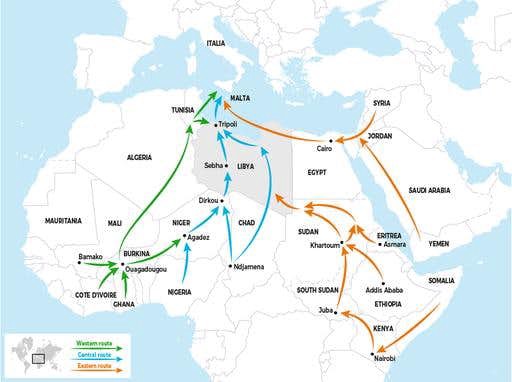 ITALIA
MALTA
TUNISIA
SYRIA
Tripoli
JORDAN
Cairo
ALGERIA
Sebha
LIBYA
EGYPT
SAUDI ARABIA
Dirkou
MAURITANIA
MALI
NIGER
CHAD
SUDAN
ERITREA
Agadez
Khartoum
Asmara
YEMEN
BURKINA
Bamako
Ouagadougou
Ndjamena
SOMALIA
NIGERIA
SOUTH SUDAN
Addis Ababa
COTE D'IVOIRE
GHANA
ETHIOPIA
Juba
KENYA
Nairobi
Western route
Central route
Eastern route